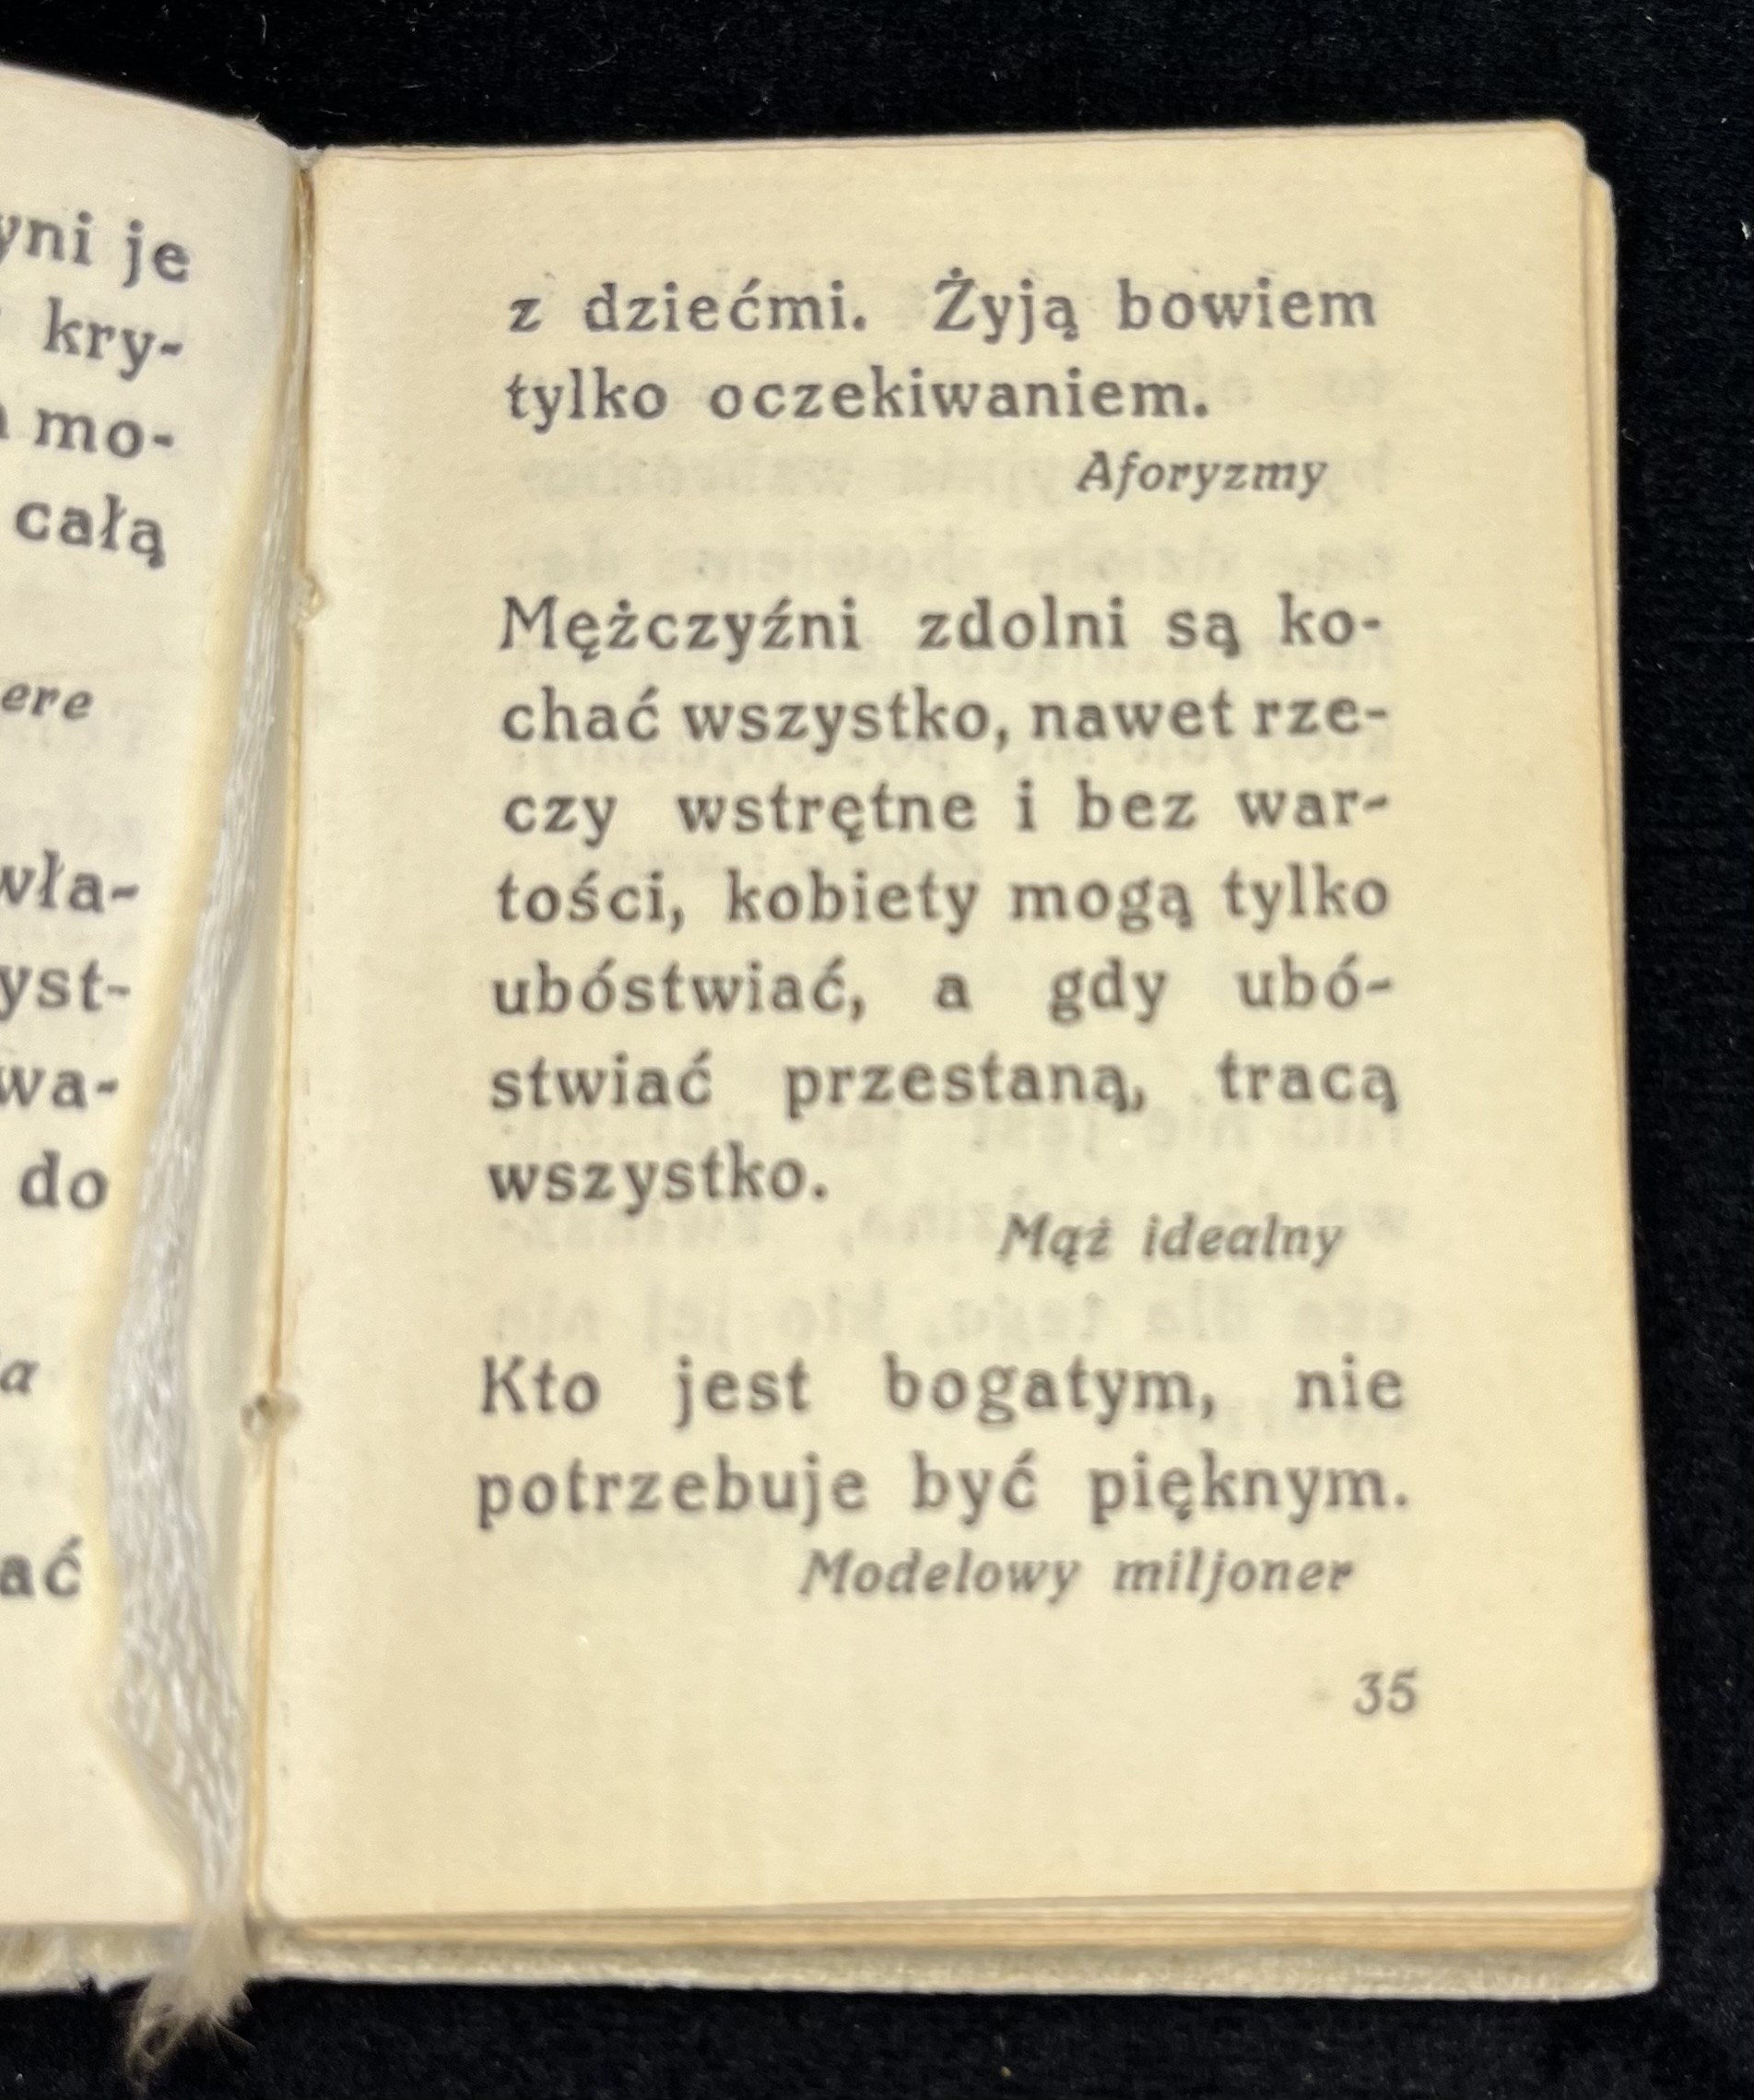 yni je
kry-
mo-
całą
ere
wła-
yst-
wa-
do
a
ać
z dziećmi. Żyją bowiem
tylko oczekiwaniem.
Aforyzmy
Mężczyźni zdolni są ko-
chać wszystko, nawet rze-
czy wstrętne i bez war-
tości, kobiety mogą tylko
ubóstwiać, a gdy ubó-
stwiać przestaną, tracą
wszystko.
Mąż idealny
Kto jest bogatym, nie
potrzebuje być pięknym.
Modelowy miljoner
35